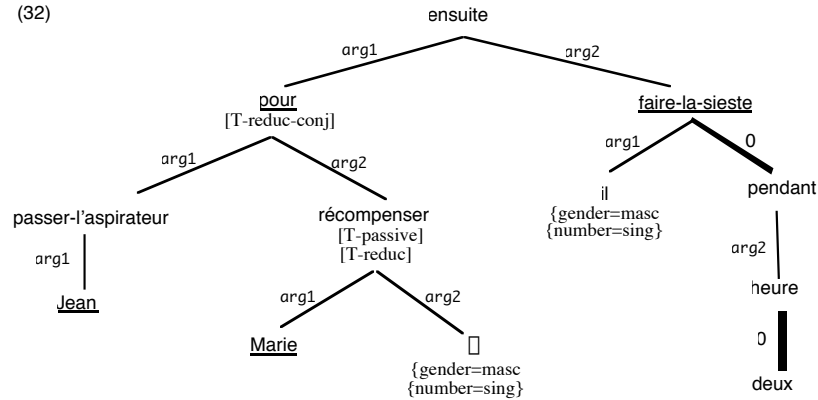 (32)
ensuite
arg1
arg2
pour
[T-reduc-conj]
faire-la-sieste
arg1
arg2
arg1
0
passer-l'aspirateur
récompenser
[T-passive]
[T-reduc]
il
{gender=masc
{number=sing}
pendant
arg1
arg2
Jean
arg1
arg2
heure
Marie
{gender=masc
{number=sing}
0
deux